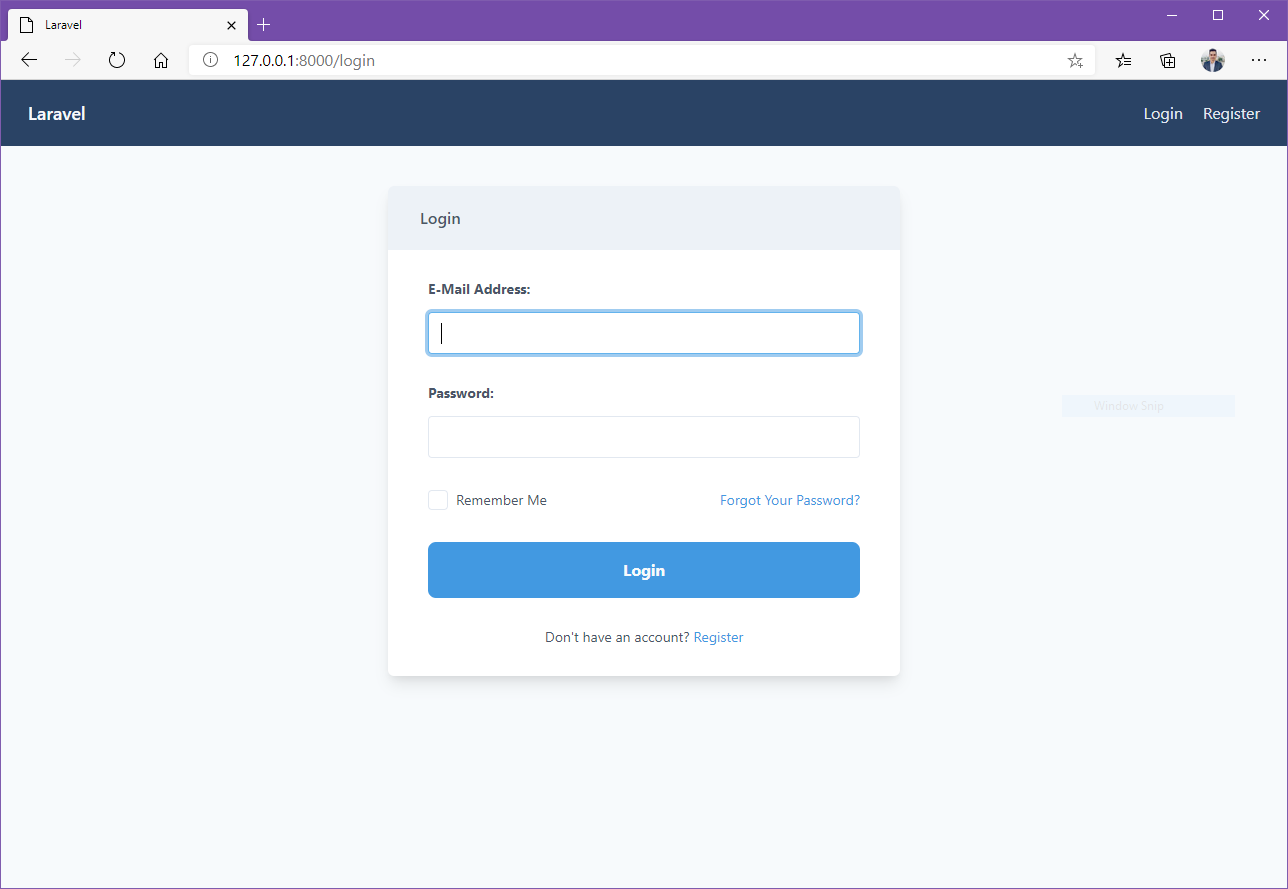 Laravel
127.0.0.1:8000/login
Laravel
Login Register
Login
E-Mail Address:
Password:
Window Snip
Remember Me
Forgot Your Password?
Login
Don't have an account? Register